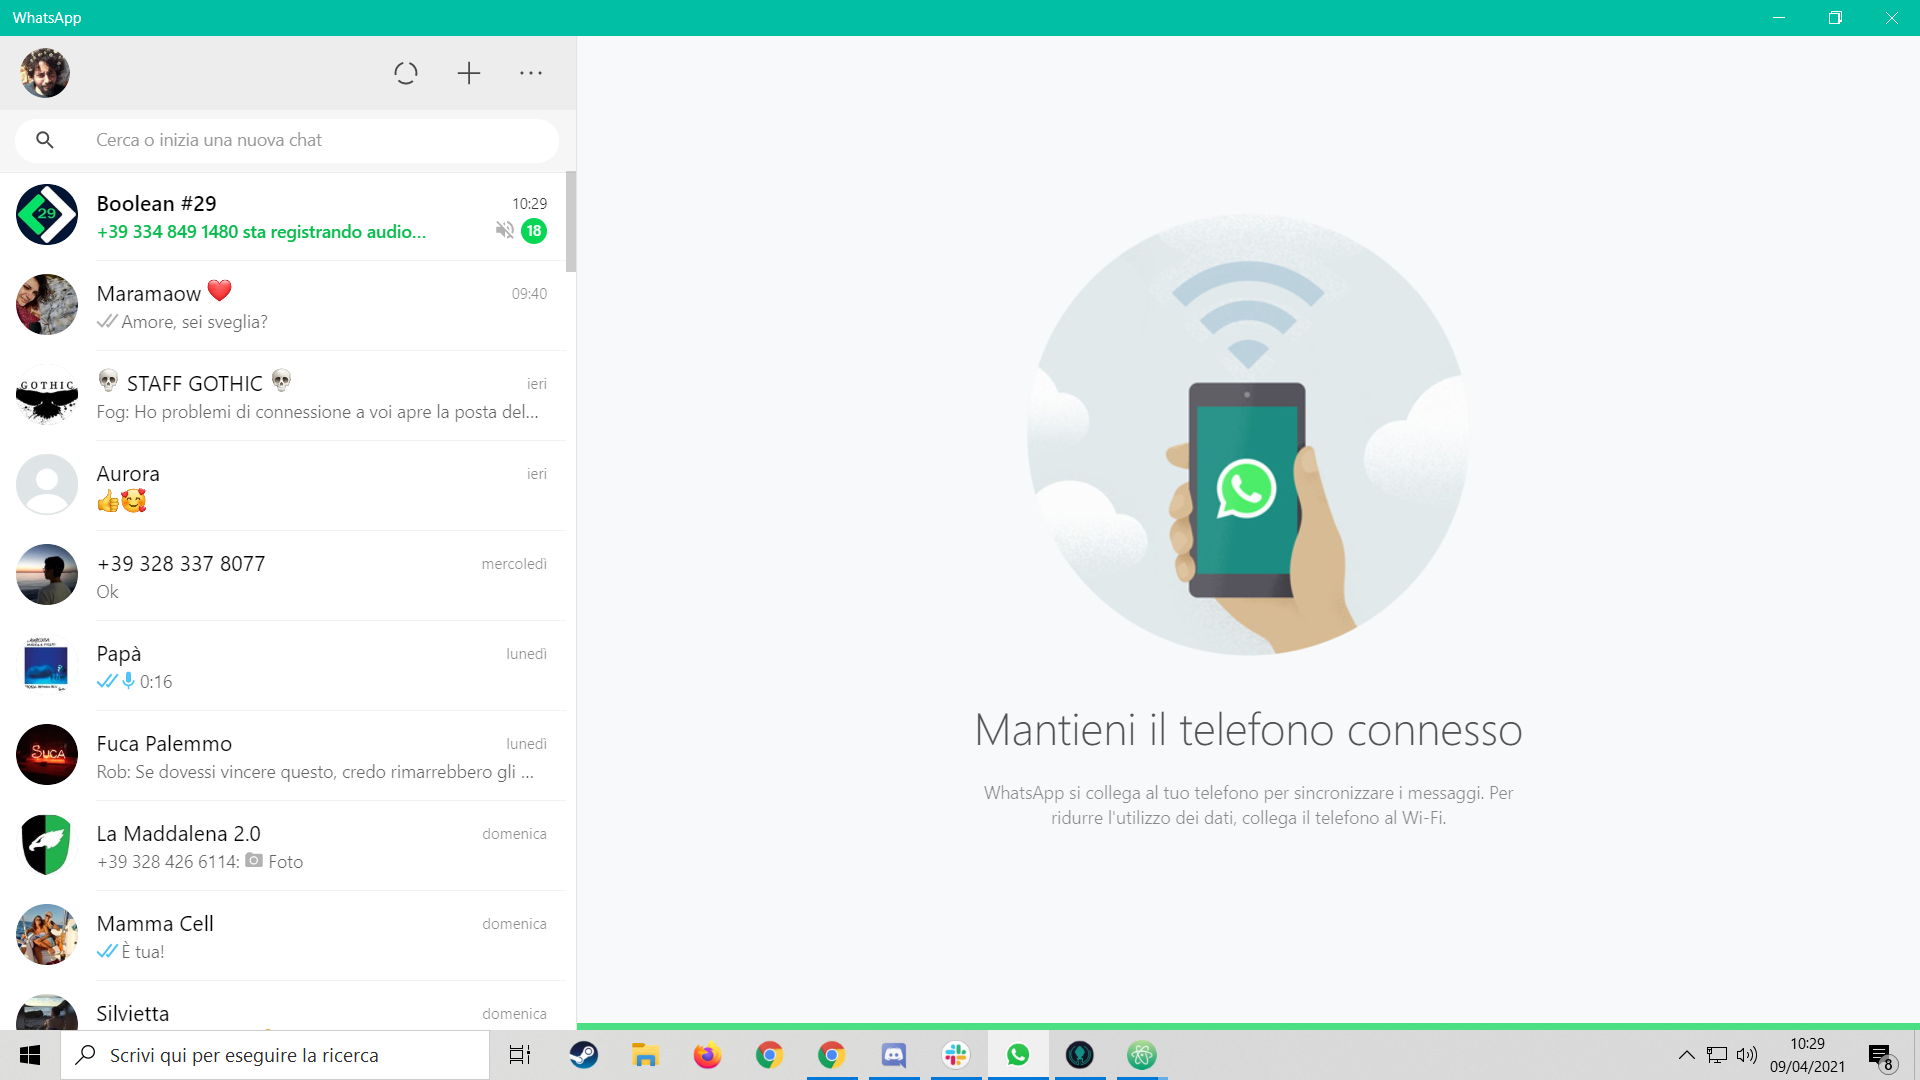 WhatsApp
Cerca o inizia una nuova chat
29
Boolean #29
10:29
+39 334 849 1480 sta registrando audio...
18
Maramaow ❤️
09:40
Amore, sei sveglia?
GOTHIC
💀 STAFF GOTHIC 💀
ieri
Fog: Ho problemi di connessione a voi apre la posta del...
Aurora
ieri
👍🥰
+39 328 337 8077
mercoledì
Ok
Papà
lunedì
0:16
SUCA
Fuca Palemmo
lunedì
Rob: Se dovessi vincere questo, credo rimarrebbero gli ...
La Maddalena 2.0
domenica
+39 328 426 6114: Foto
Mamma Cell
domenica
È tua!
Silvietta
domenica
Mantieni il telefono connesso
WhatsApp si collega al tuo telefono per sincronizzare i messaggi. Per
ridurre l'utilizzo dei dati, collega il telefono al Wi-Fi.
Scrivi qui per eseguire la ricerca
10:29
09/04/2021
8